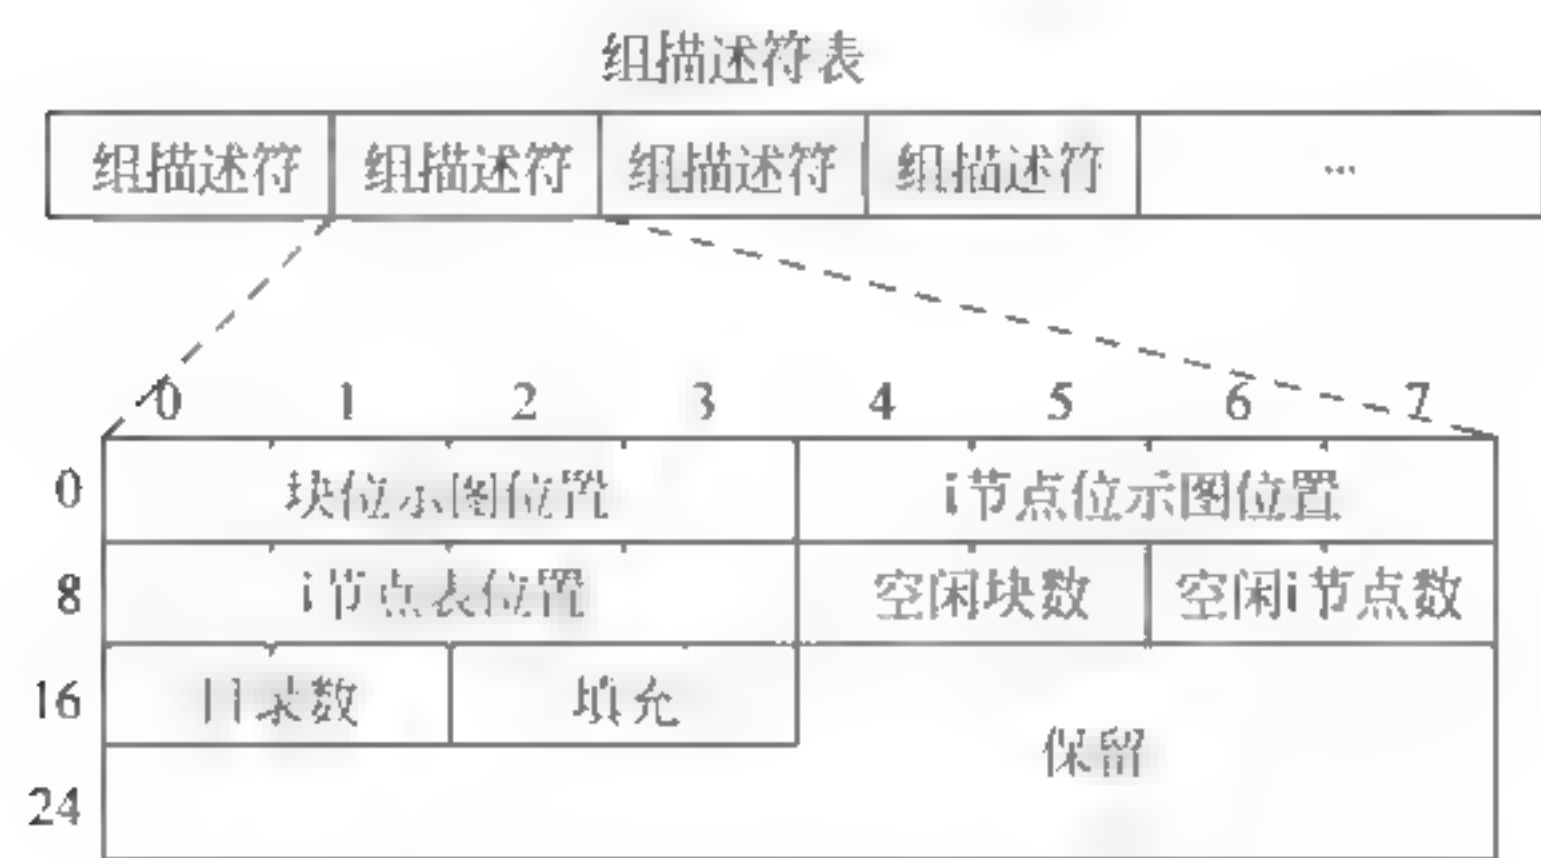 组描述符表
组描述符 组描述符 组描述符 组描述符 ...
0 1 2 3 4 5 6 7
0 块位示图位置 i节点位示图位置
8 i节点表位置 空闲块数 空闲i节点数
16 目录数 填充
保留
24